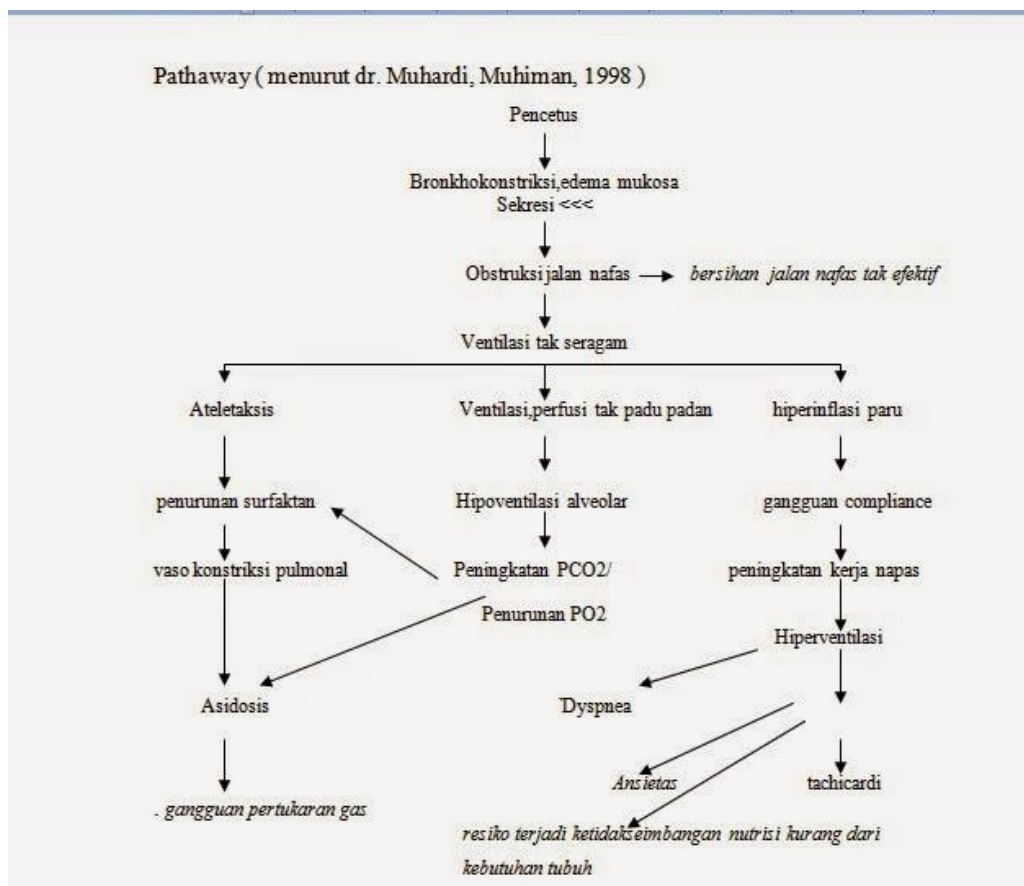 Pathaway ( menurut dr. Muhardi, Muhiman, 1998 )
Pencetus
Bronkhokonstriksi,edema mukosa
Sekresi <<<
Obstruksi jalan nafas
bersihan jalan nafas tak efektif
Ventilasi tak seragam
Ateletaksis
Ventilasi,perfusi tak padu padan
hiperinflasi paru
penurunan surfaktan
Hipoventilasi alveolar
gangguan compliance
vaso konstriksi pulmonal
Peningkatan PCO2/
peningkatan kerja napas
Penurunan PO2
Hiperventilasi
Asidosis
Dyspnea
Ansietas
tachicardi
. gangguan pertukaran gas
resiko terjadi ketidakseimbangan nutrisi kurang dari
kebutuhan tubuh